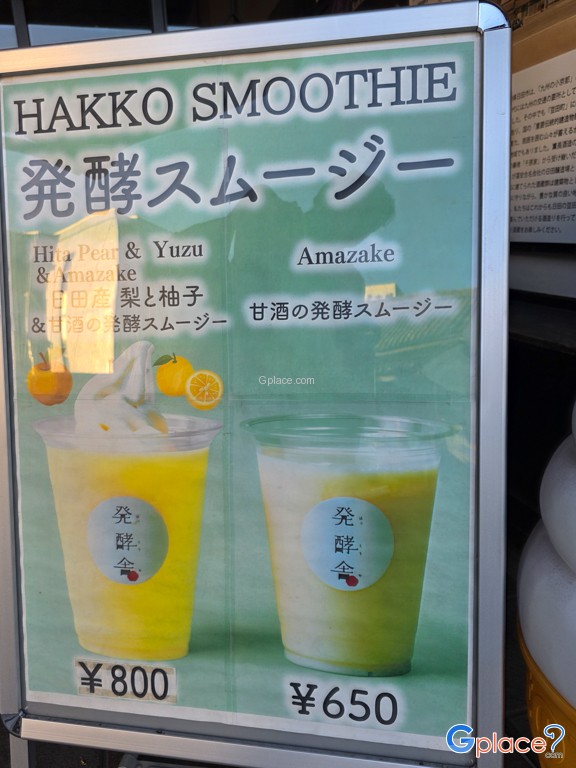 HAKKO SMOOTHIE
発酵スムージー
Hita Pear & Yuzu
&Amazake
日田産 梨と柚子
&甘酒の発酵スムージー
Amazake
甘酒の発酵スムージー
Gplace.com
発酵舎
発酵舎
¥800
¥650
Gplace?
.com